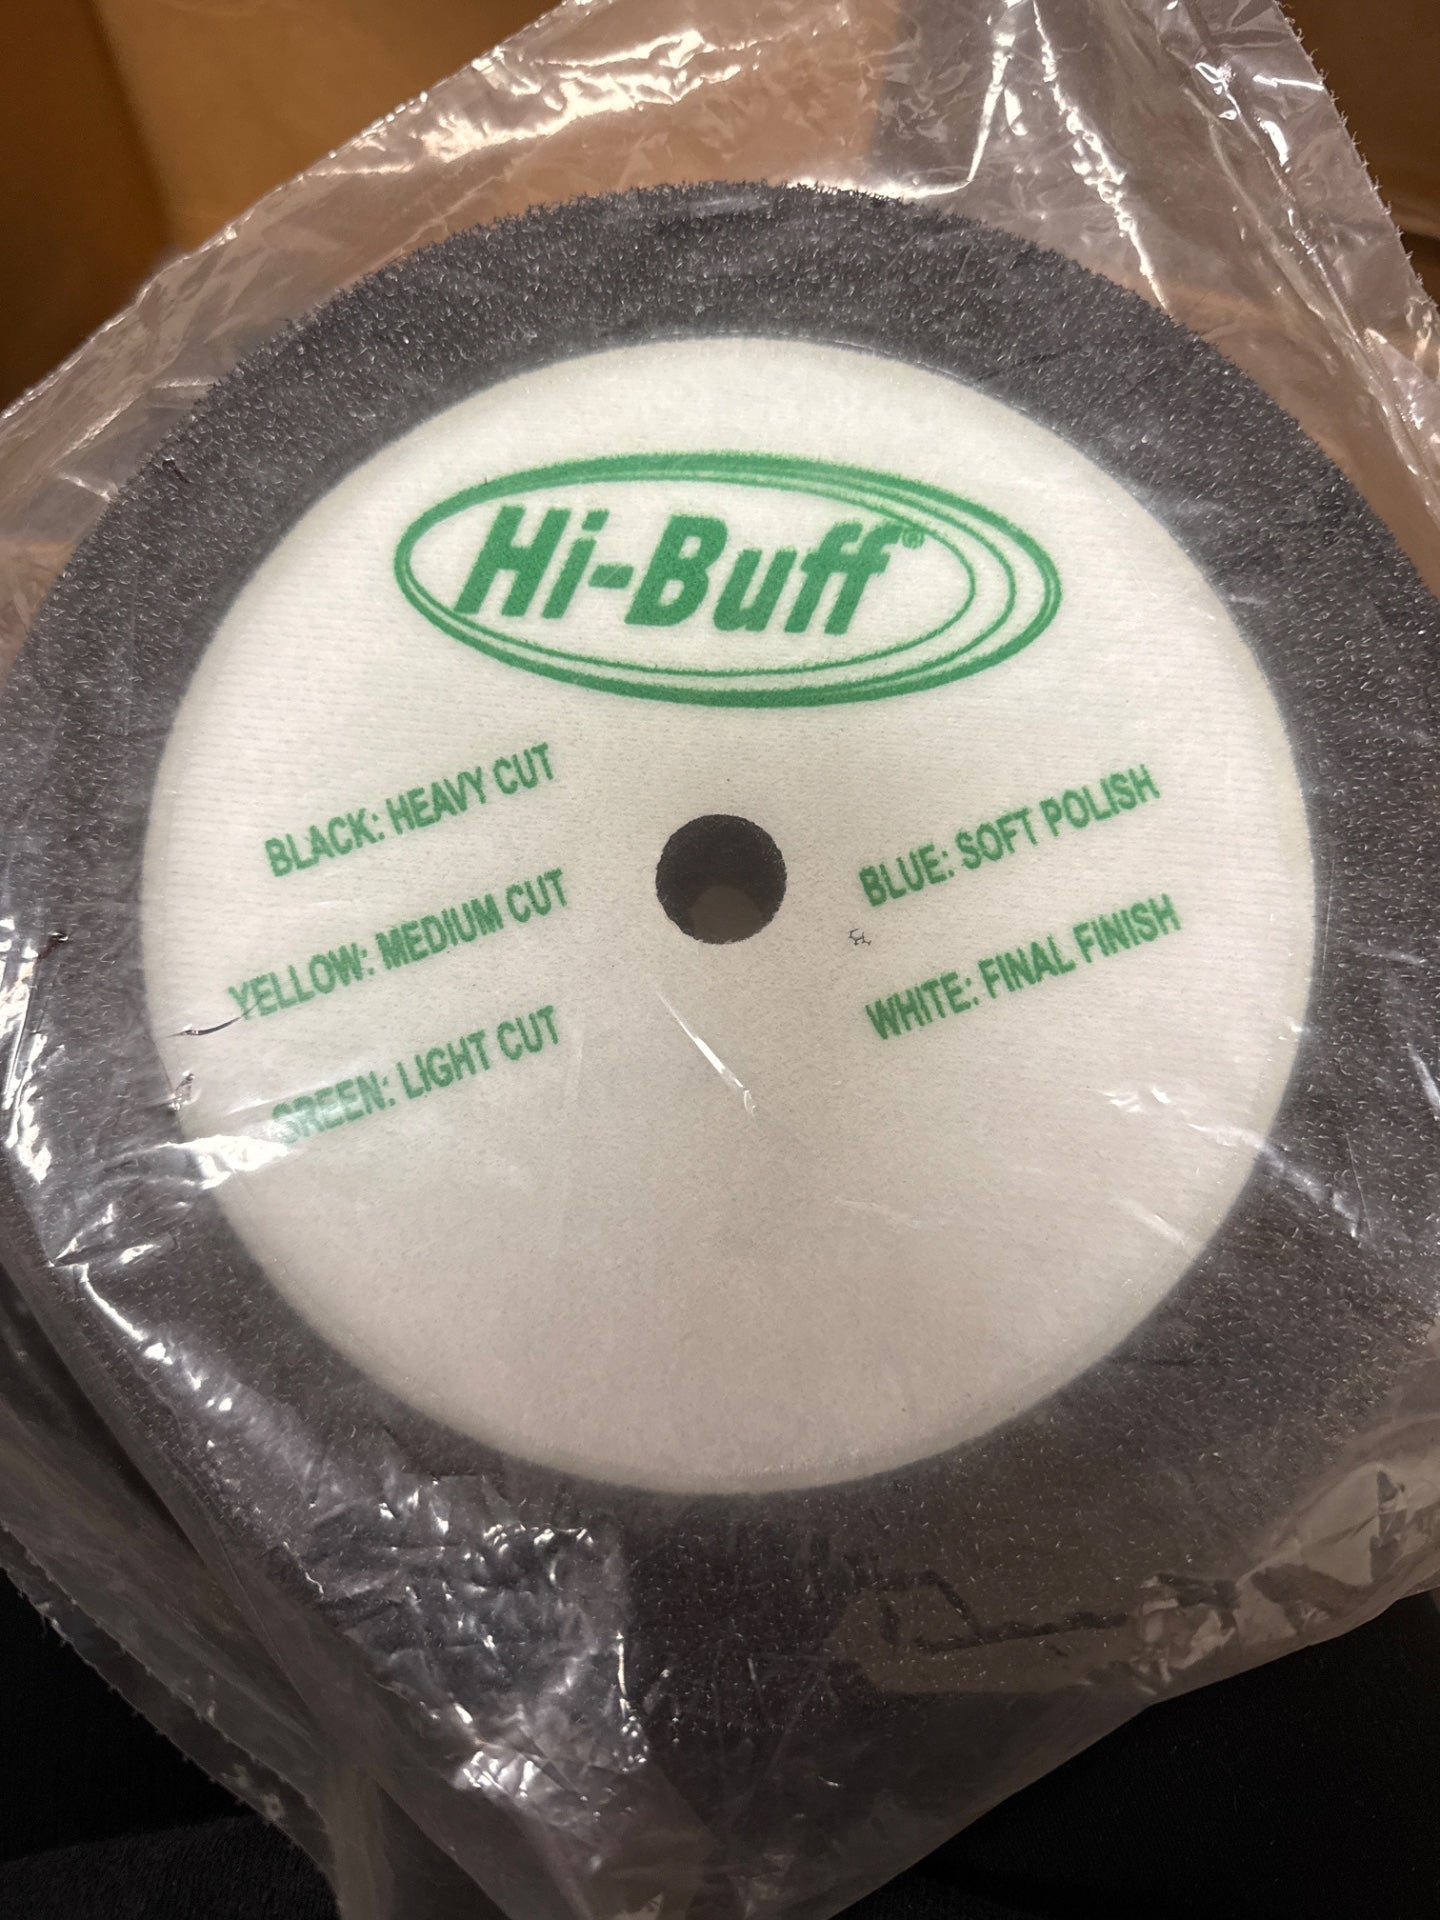 Hi-Buff®
BLACK: HEAVY CUT
YELLOW: MEDIUM CUT
GREEN: LIGHT CUT
BLUE: SOFT POLISH
WHITE: FINAL FINISH